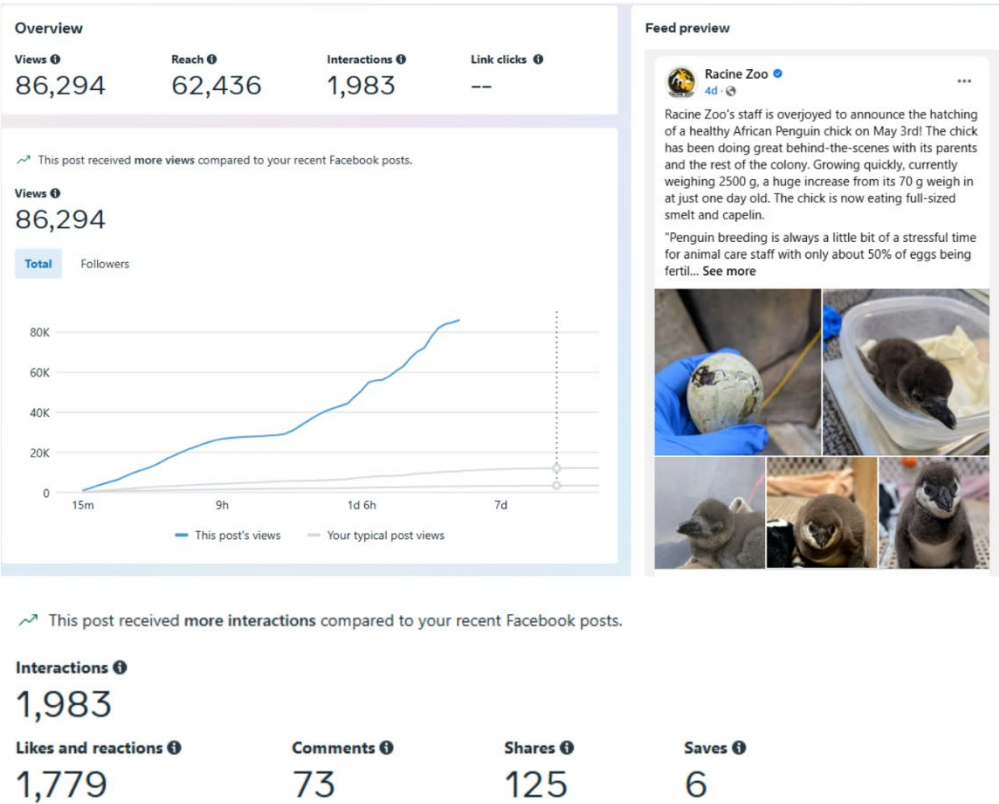 Overview
Views
Reach
Interactions
Link clicks
86,294
62,436
1,983
--
This post received more views compared to your recent Facebook posts.
Views
86,294
Total
Followers
80K
60K
40K
20K
0
15m
9h
1d 6h
7d
This post's views
Your typical post views
Feed preview
Racine Zoo
4d ·
Racine Zoo's staff is overjoyed to announce the hatching
of a healthy African Penguin chick on May 3rd! The chick
has been doing great behind-the-scenes with its parents
and the rest of the colony. Growing quickly, currently
weighing 2500 g, a huge increase from its 70 g weigh in
at just one day old. The chick is now eating full-sized
smelt and capelin.
"Penguin breeding is always a little bit of a stressful time
for animal care staff with only about 50% of eggs being
fertil... See more
This post received more interactions compared to your recent Facebook posts.
Interactions
1,983
Likes and reactions
Comments
Shares
Saves
1,779
73
125
6